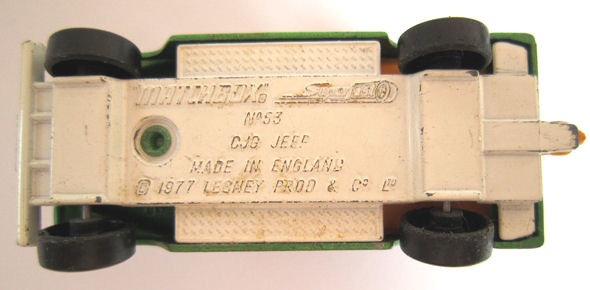 MATCHBOX® Superfast
Nº53
CJ6 JEEP
MADE IN ENGLAND
© 1977 LESNEY PROD & Cº Lᴰ